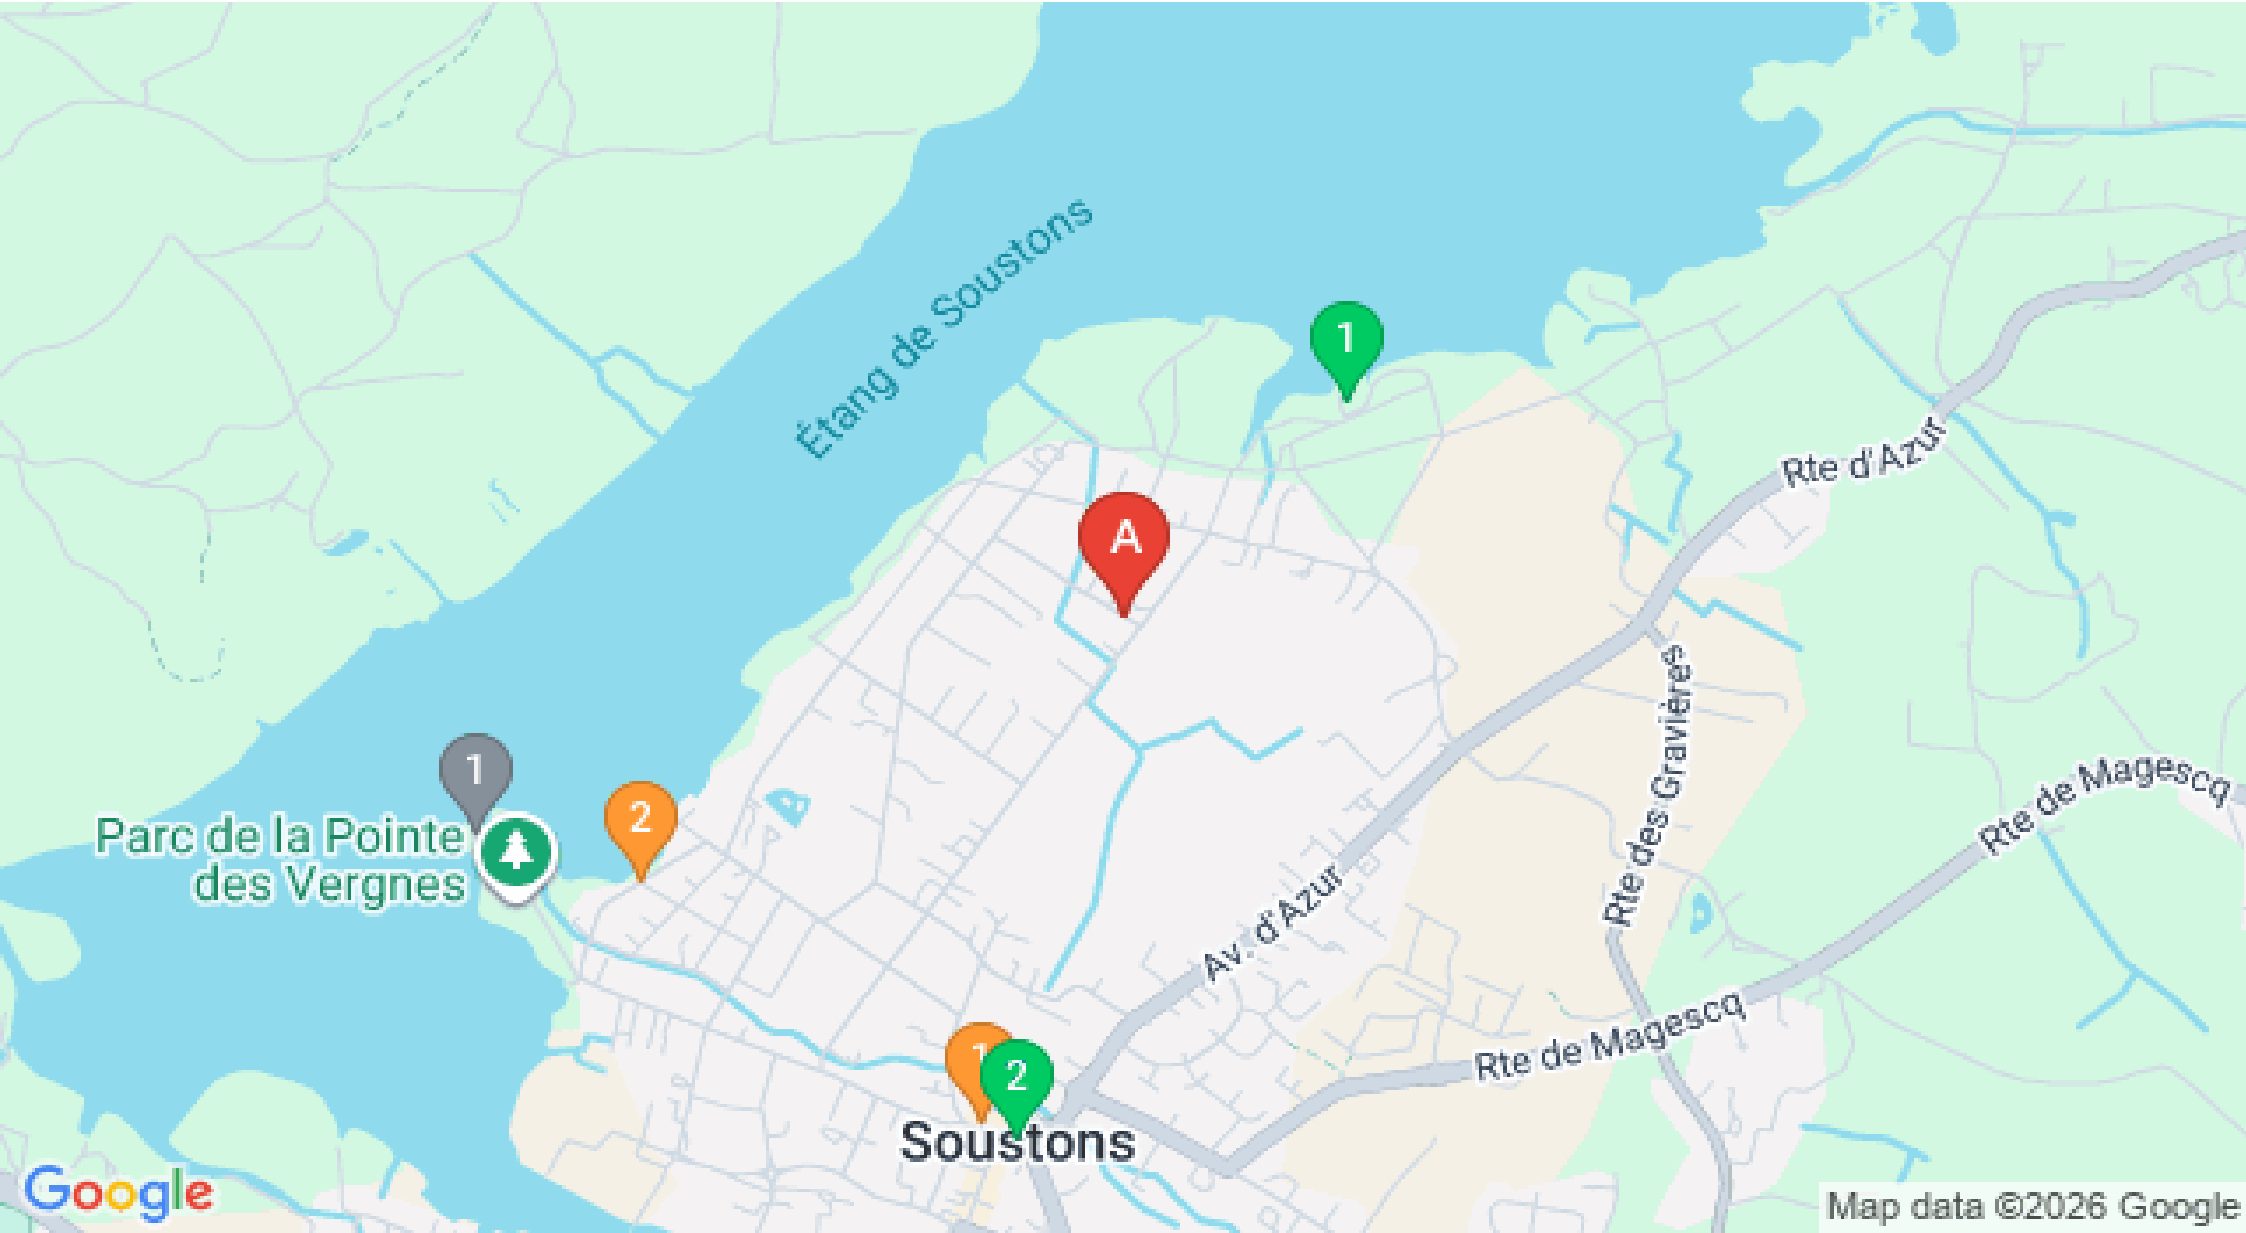 Étang de Soustons
1
Rte d'Azur
A
Rte des Gravières
1
2
Parc de la Pointe
des Vergnes
Rte de Magescq
Av. d'Azur
Rte de Magescq
1
2
Soustons
Google
Map data ©2026 Google